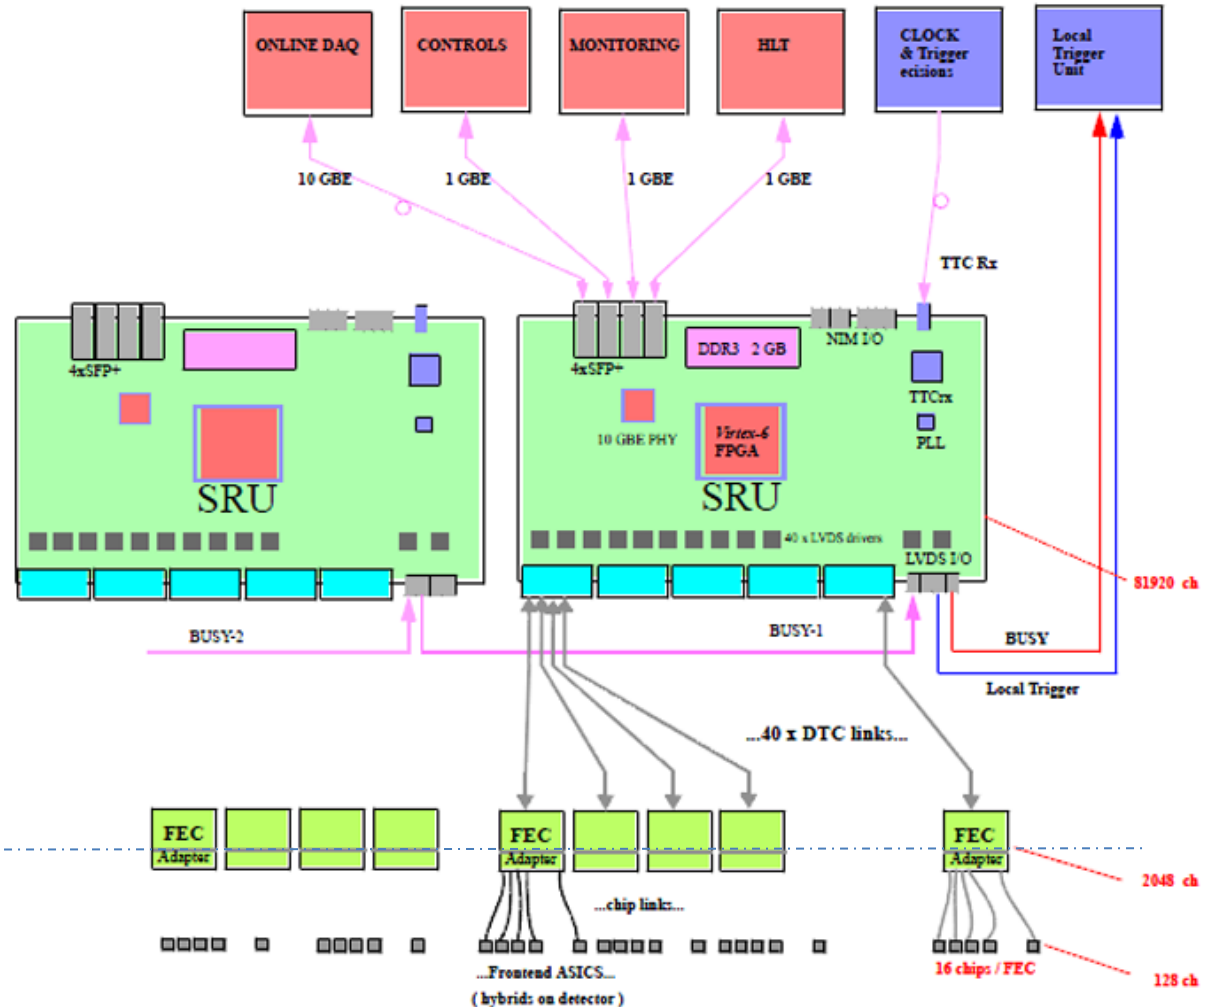 ONLINE DAQ
CONTROLS
MONITORING
HLT
CLOCK
& Trigger
ecisions
Local
Trigger
Unit
10 GBE
1 GBE
1 GBE
1 GBE
TTC Rx
4xSFP+
SRU
4xSFP+
DDR3 2 GB
NIM I/O
TTCrx
PLL
10 GBE PHY
Virtex-6
FPGA
SRU
40 x LVDS drivers
LVDS I/O
81920 ch
BUSY-2
BUSY-1
BUSY
Local Trigger
...40 x DTC links...
FEC
Adapter
FEC
Adapter
FEC
Adapter
2048 ch
...chip links...
...Frontend ASICS...
( hybrids on detector )
16 chips / FEC
128 ch